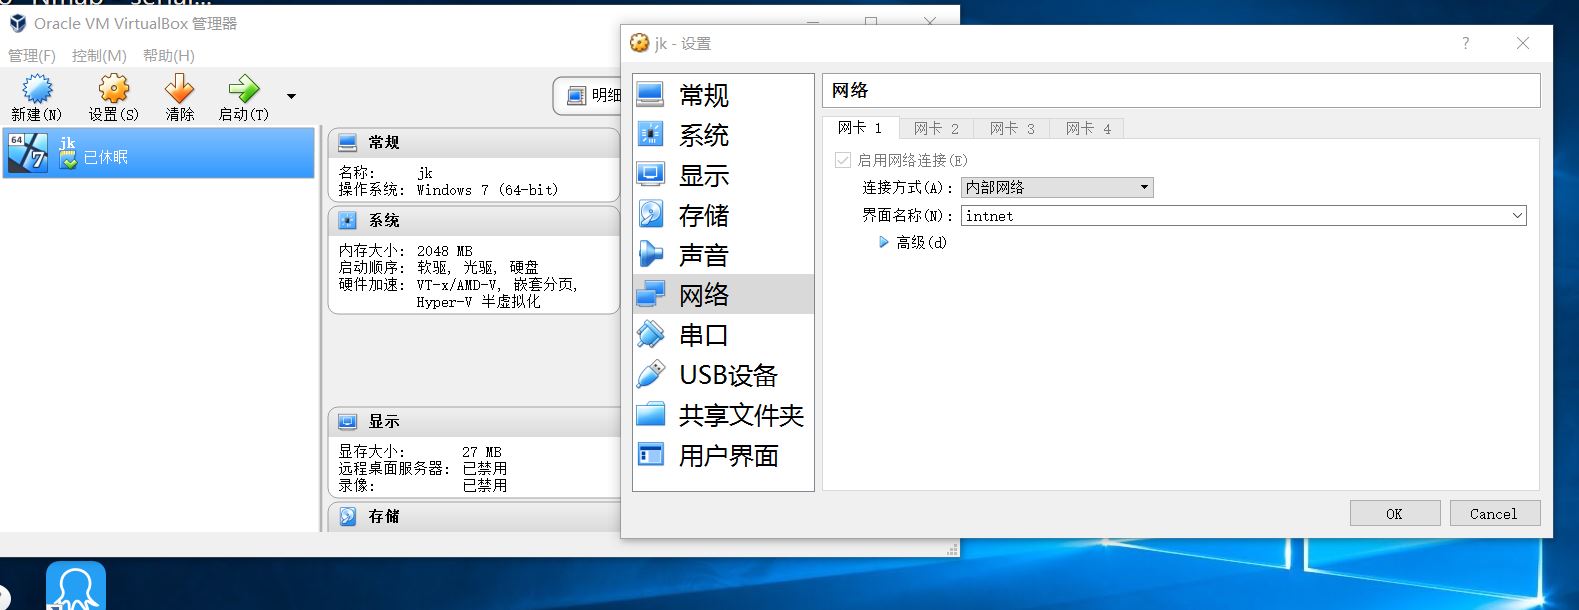 Oracle VM VirtualBox 管理器
管理(F) 控制(M) 帮助(H)
新建(N) 设置(S) 清除 启动(T)
明细
64
7
jk
已休眠
常规
名称: jk
操作系统: Windows 7 (64-bit)
系统
内存大小: 2048 MB
启动顺序: 软驱, 光驱, 硬盘
硬件加速: VT-x/AMD-V, 嵌套分页,
Hyper-V 半虚拟化
显示
显存大小: 27 MB
远程桌面服务器: 已禁用
录像: 已禁用
存储
jk - 设置
常规
系统
显示
存储
声音
网络
串口
USB设备
共享文件夹
用户界面
网络
网卡 1 网卡 2 网卡 3 网卡 4
启用网络连接(E)
连接方式(A): 内部网络
界面名称(N): intnet
高级(d)
OK Cancel